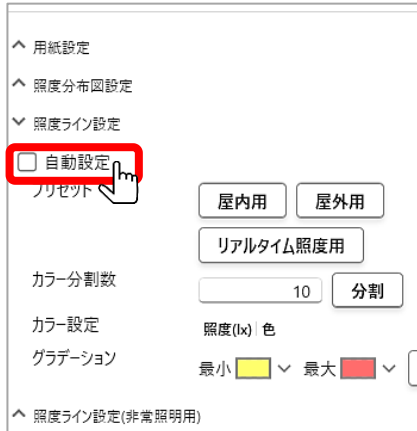 用紙設定
照度分布図設定
照度ライン設定
自動設定
プリセット 屋内用 屋外用
リアルタイム照度用
カラー分割数 10 分割
カラー設定 照度(lx) 色
グラデーション 最小 最大
照度ライン設定(非常照明用)